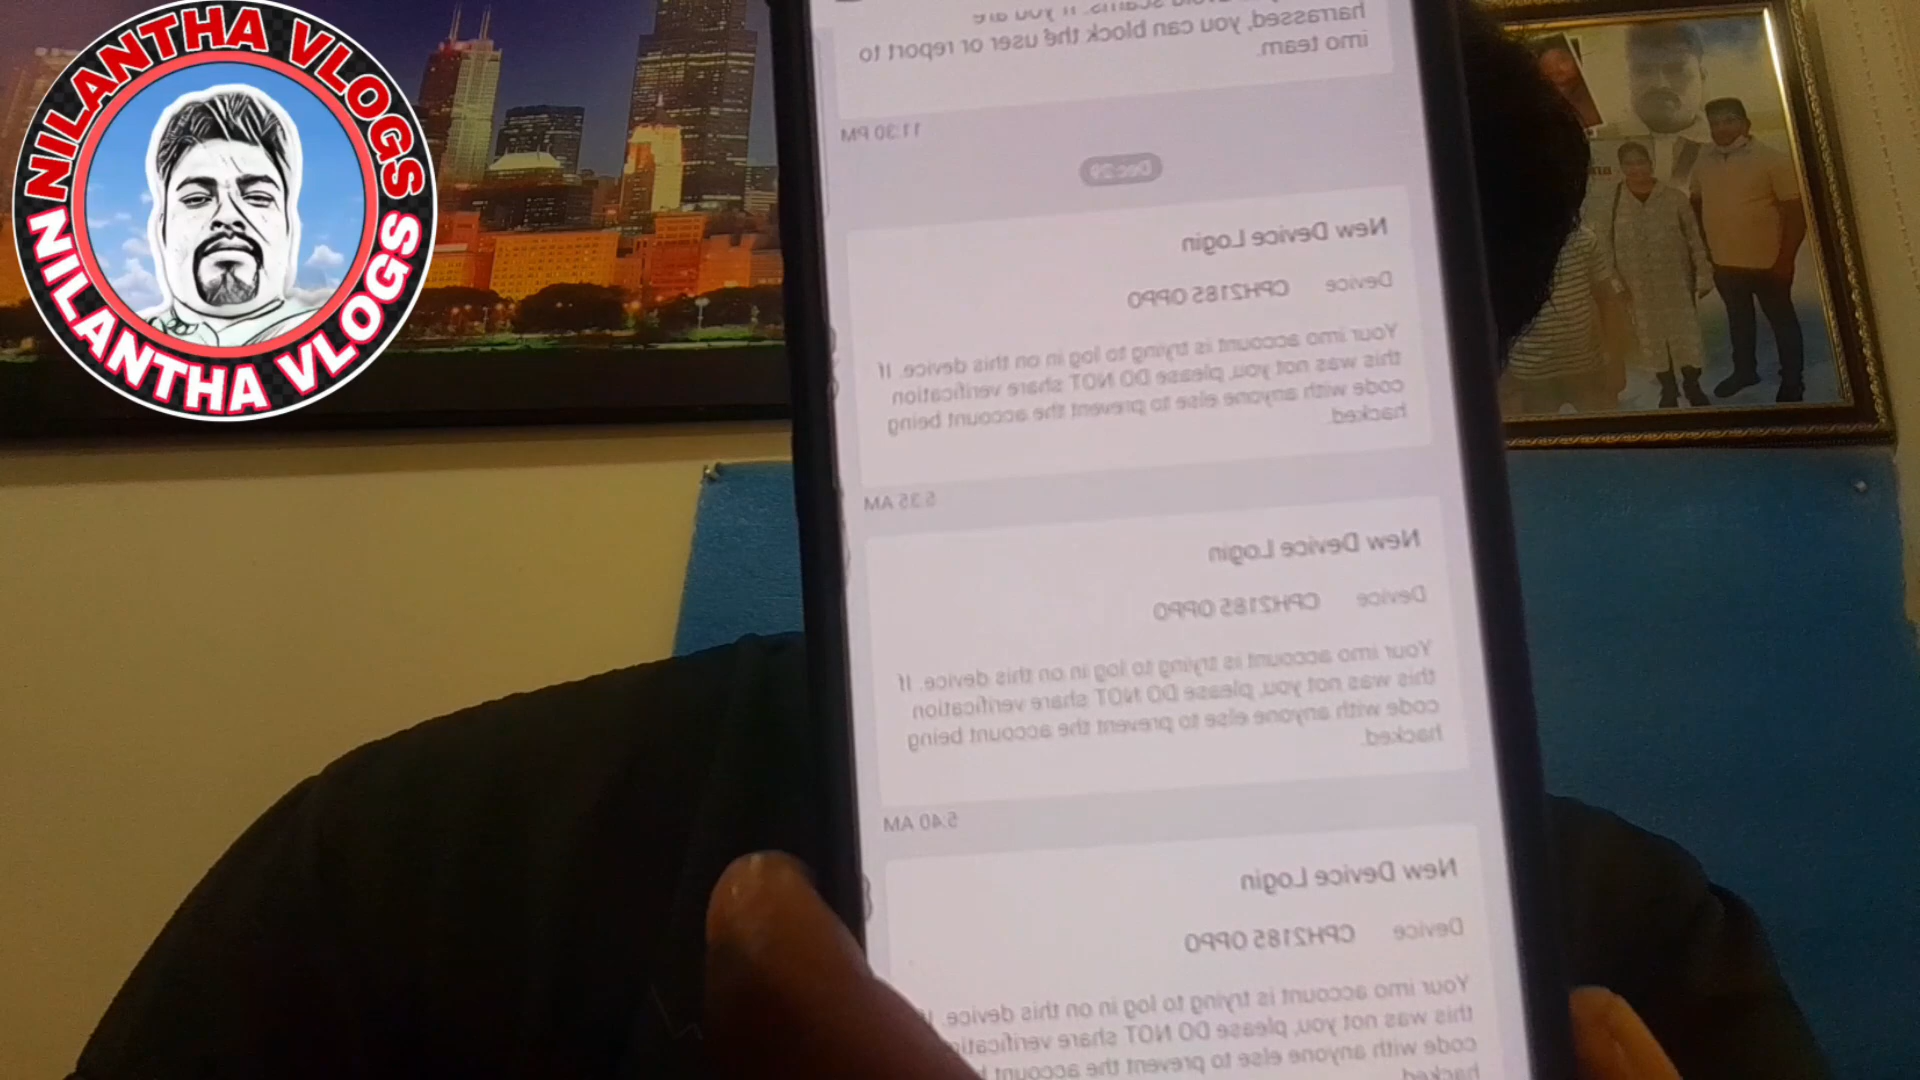 NILANTHA VLOGS
NILANTHA VLOGS
harrassed, you can block the user or report to
imo team.
11:30 PM
Dec 29
New Device Login
Device CPH2185 OPPO
Your imo account is trying to log in on this device. If
this was not you, please DO NOT share verification
code with anyone else to prevent the account being
hacked.
5:35 AM
New Device Login
Device CPH2185 OPPO
Your imo account is trying to log in on this device. If
this was not you, please DO NOT share verification
code with anyone else to prevent the account being
hacked.
5:40 AM
New Device Login
Device CPH2185 OPPO
Your imo account is trying to log in on this device.
this was not you, please DO NOT share
code with anyone else to prevent the account
hacked